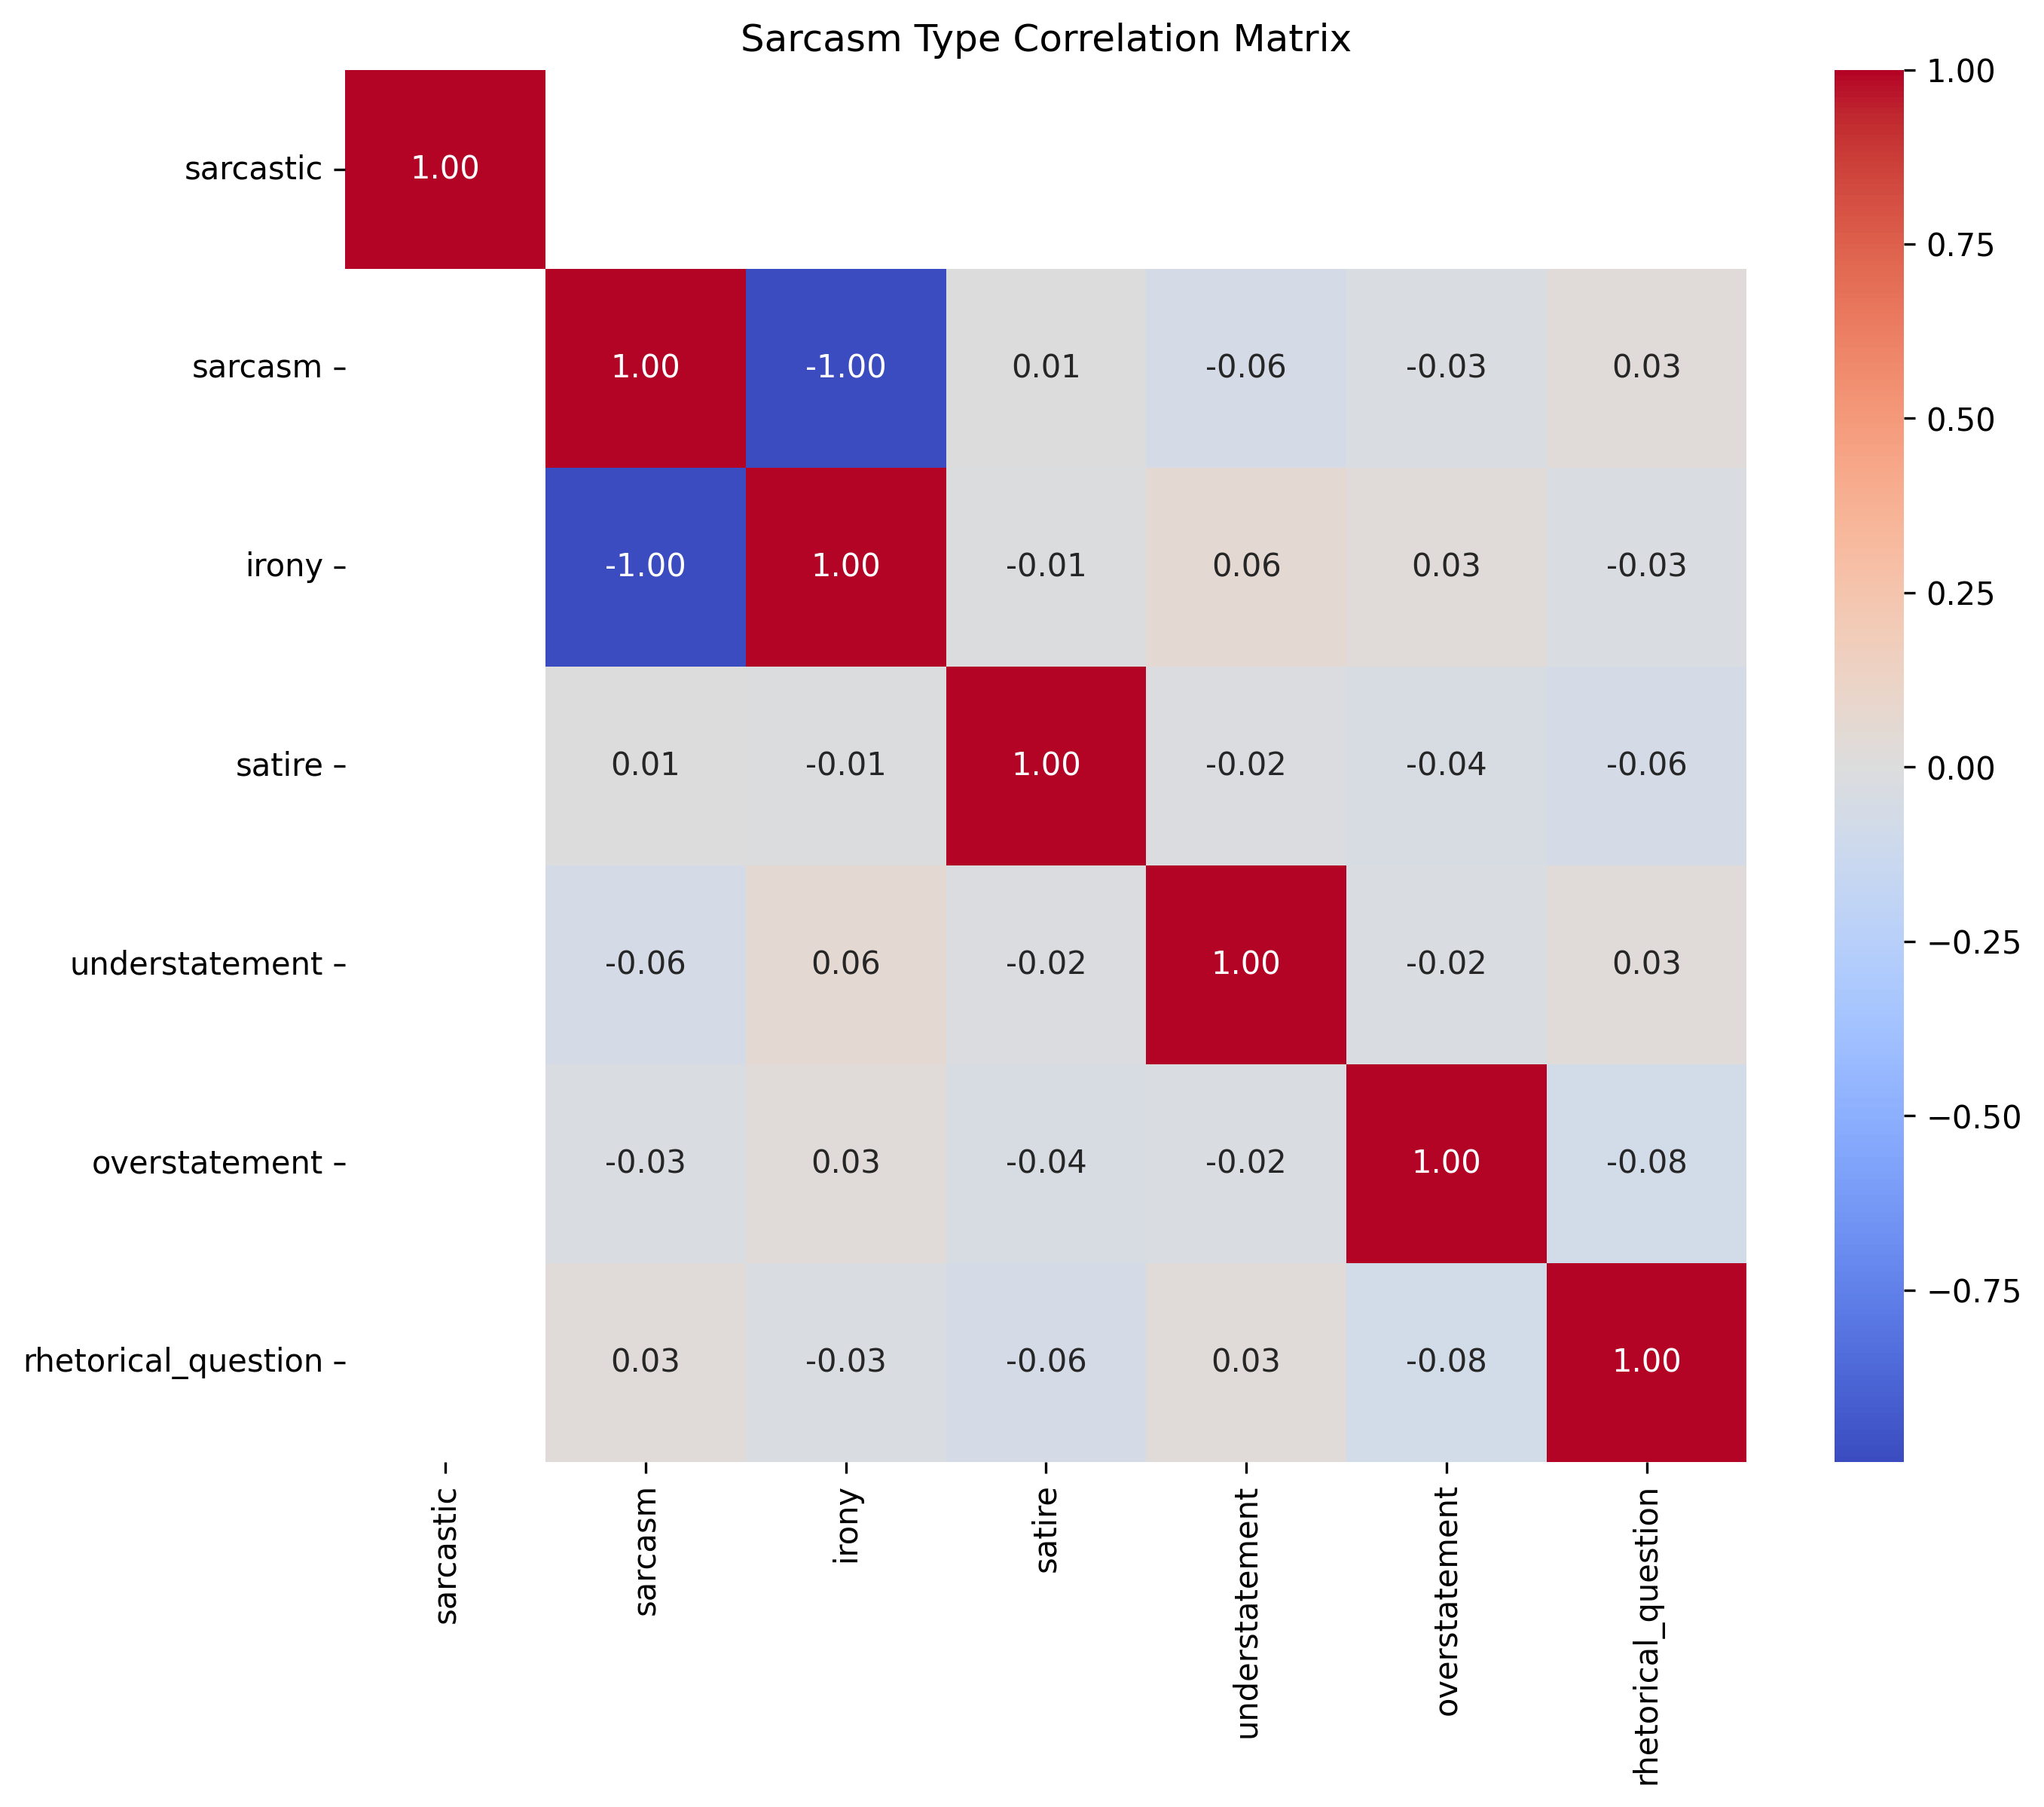 Sarcasm Type Correlation Matrix
sarcastic
1.00
sarcasm
1.00 -1.00 0.01 -0.06 -0.03 0.03
irony
-1.00 1.00 -0.01 0.06 0.03 -0.03
satire
0.01 -0.01 1.00 -0.02 -0.04 -0.06
understatement
-0.06 0.06 -0.02 1.00 -0.02 0.03
overstatement
-0.03 0.03 -0.04 -0.02 1.00 -0.08
rhetorical_question
0.03 -0.03 -0.06 0.03 -0.08 1.00
sarcastic
sarcasm
irony
satire
understatement
overstatement
rhetorical_question
1.00
0.75
0.50
0.25
0.00
−0.25
−0.50
−0.75